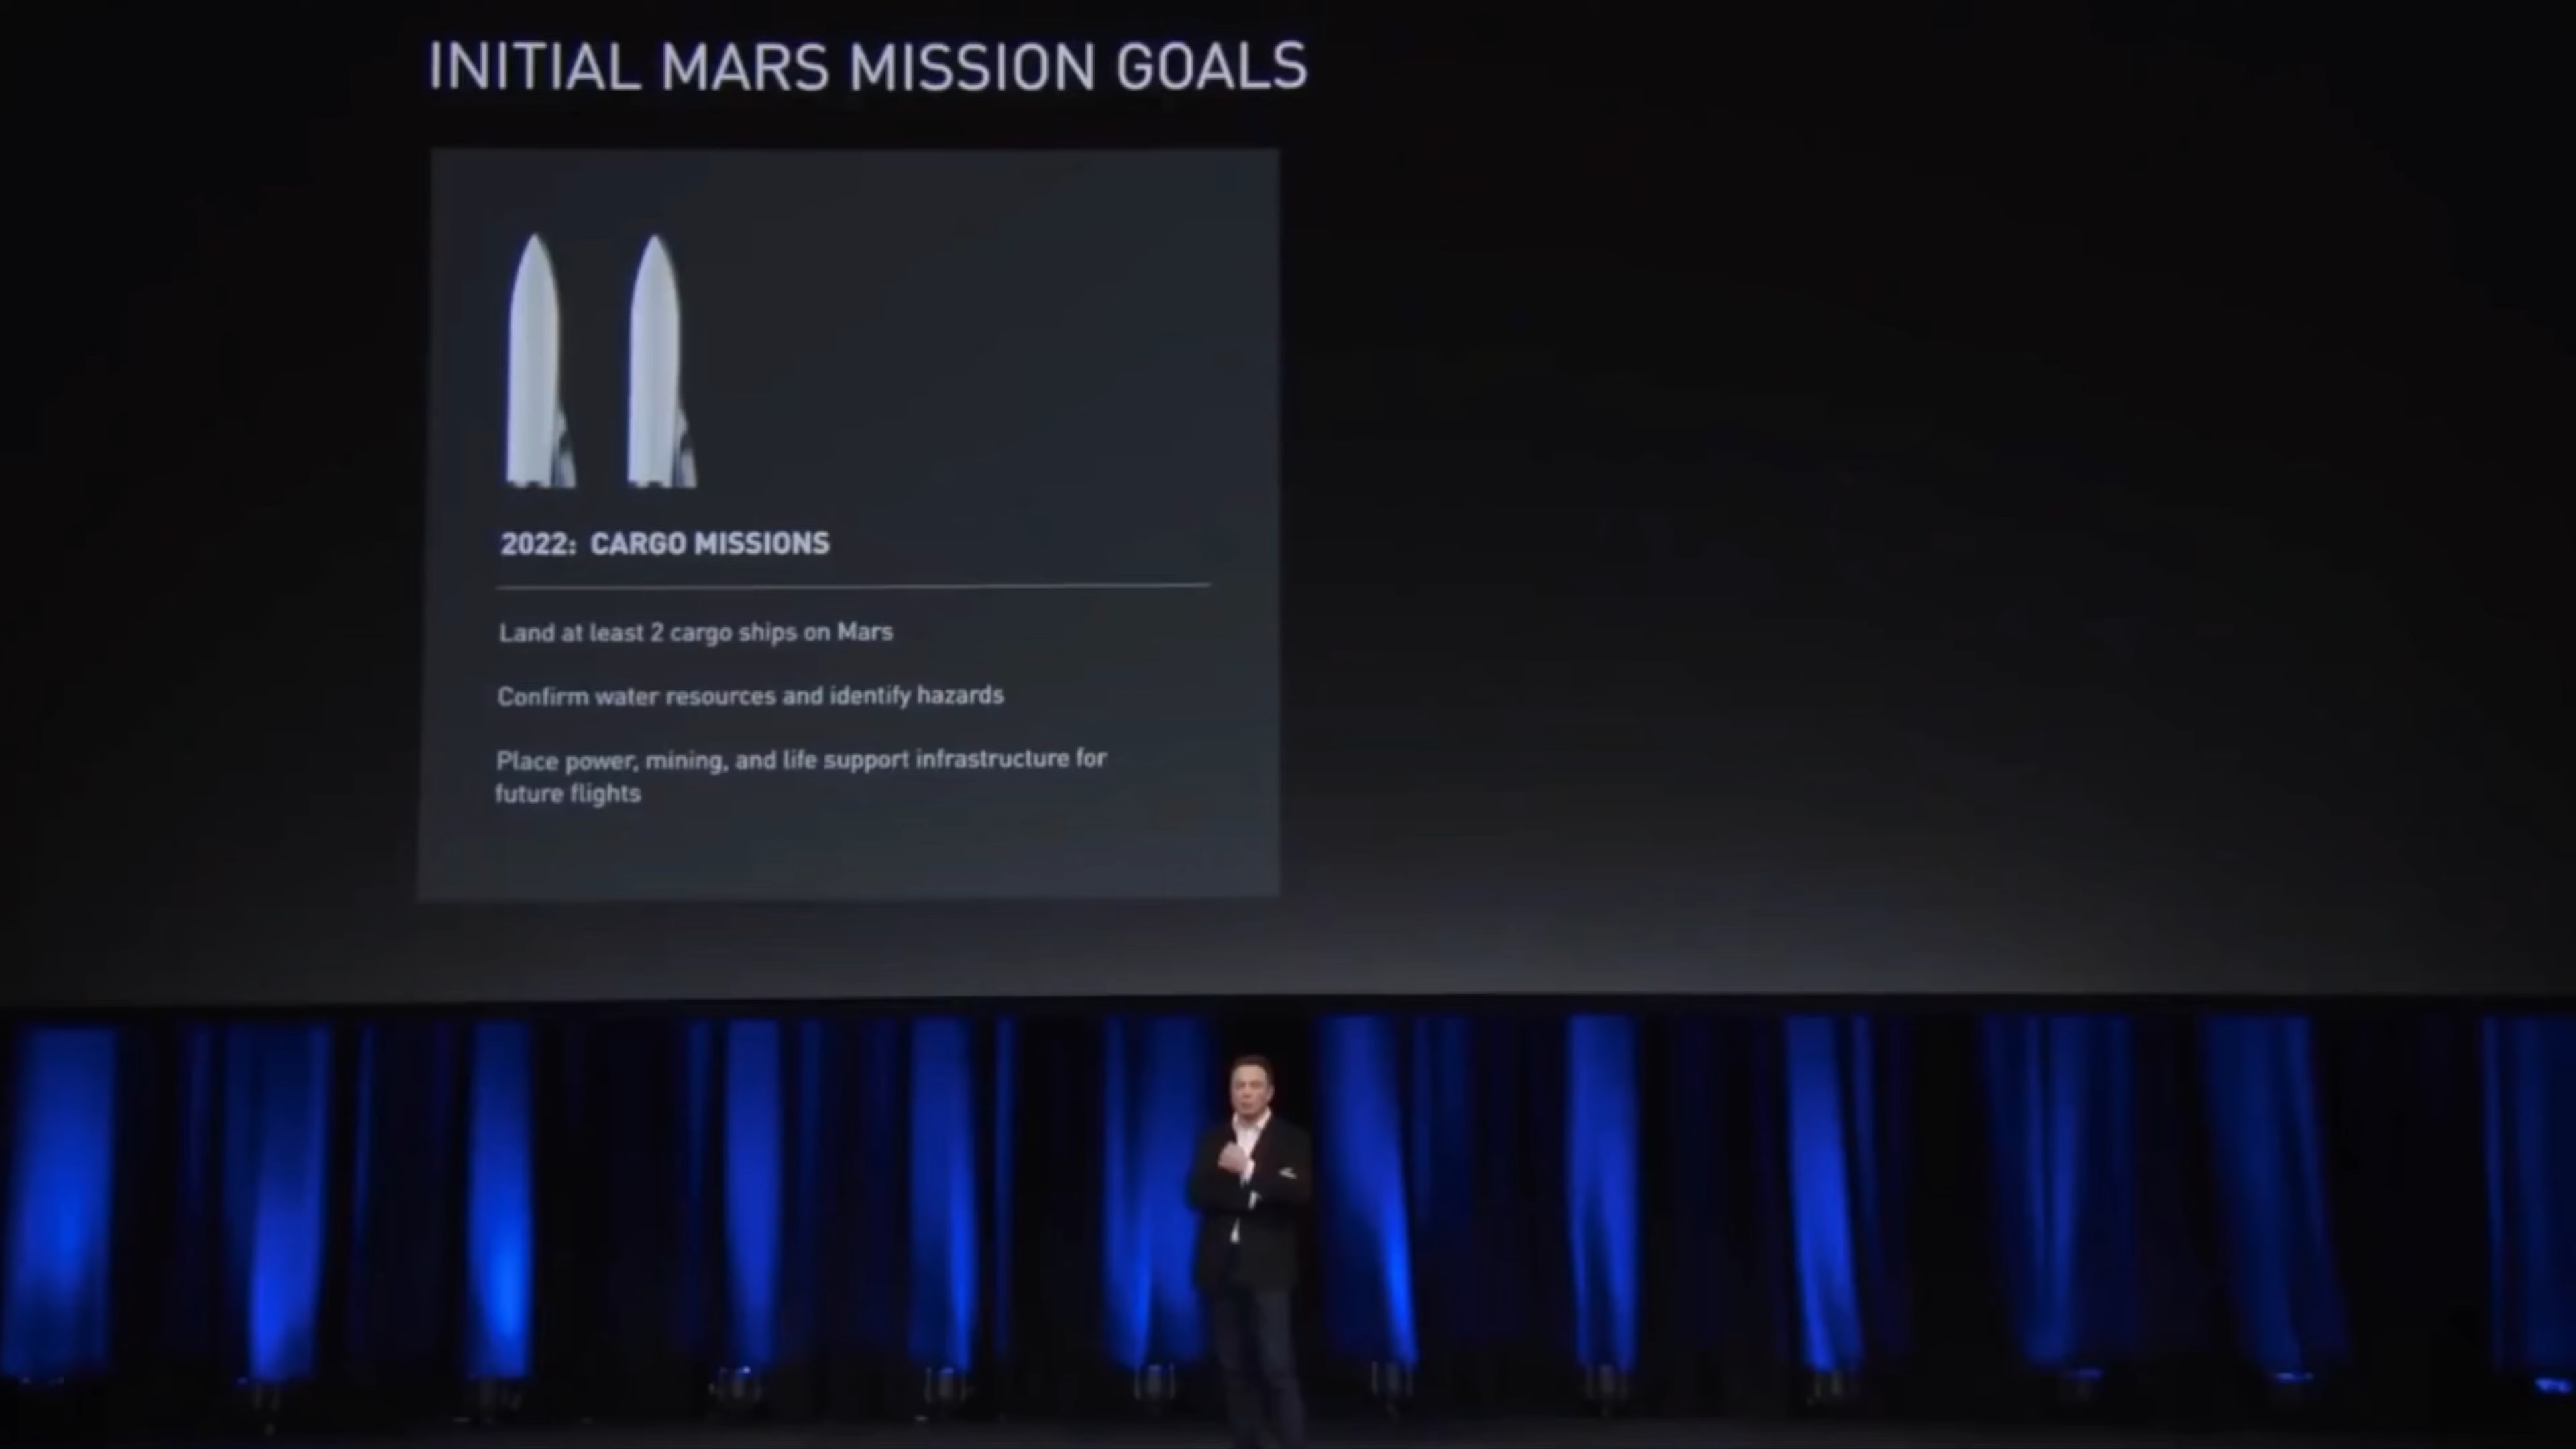 INITIAL MARS MISSION GOALS
2022: CARGO MISSIONS
Land at least 2 cargo ships on Mars
Confirm water resources and identify hazards
Place power, mining, and life support infrastructure for
future flights